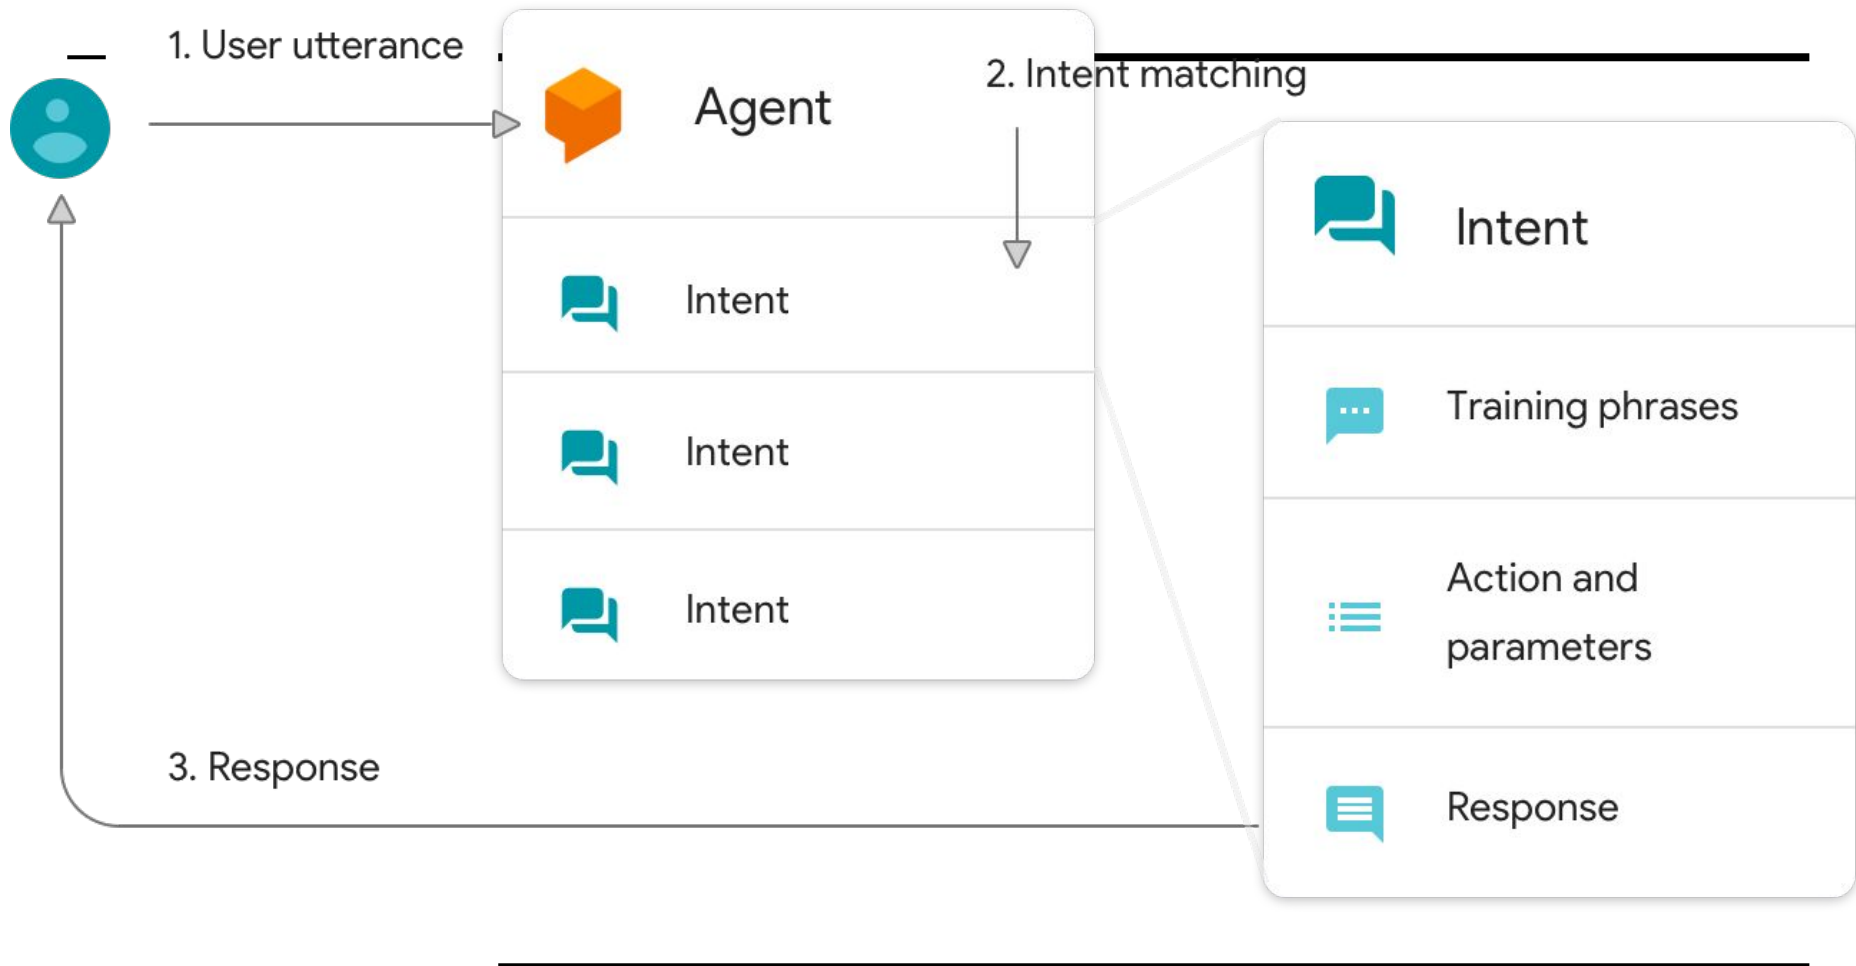 1. User utterance
Agent
2. Intent matching
Intent
Intent
Intent
Intent
Training phrases
Action and
parameters
Response
3. Response